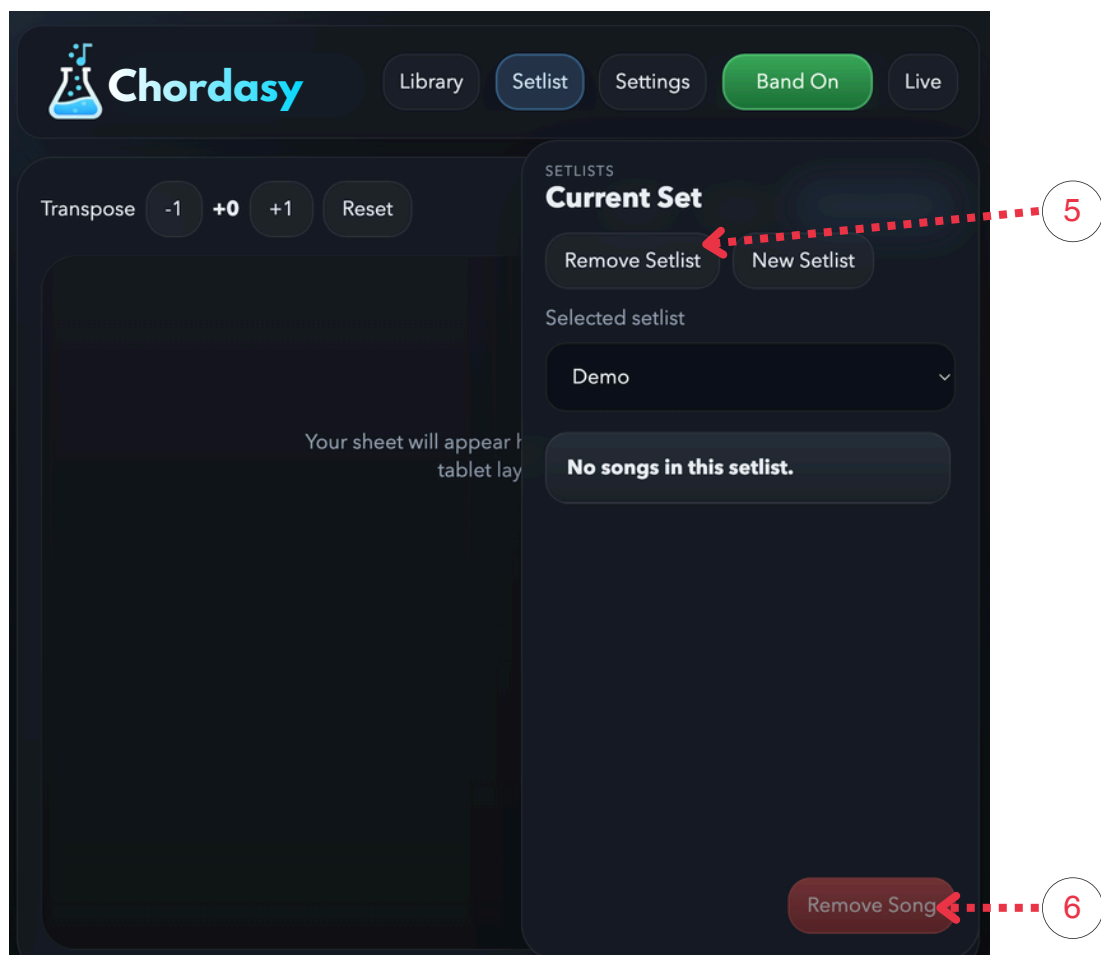 Chordasy
Library Setlist Settings Band On Live
Transpose -1 +0 +1 Reset
SETLISTS
Current Set
5
Remove Setlist New Setlist
Selected setlist
Demo
Your sheet will appear
tablet lay
No songs in this setlist.
Remove Song
6